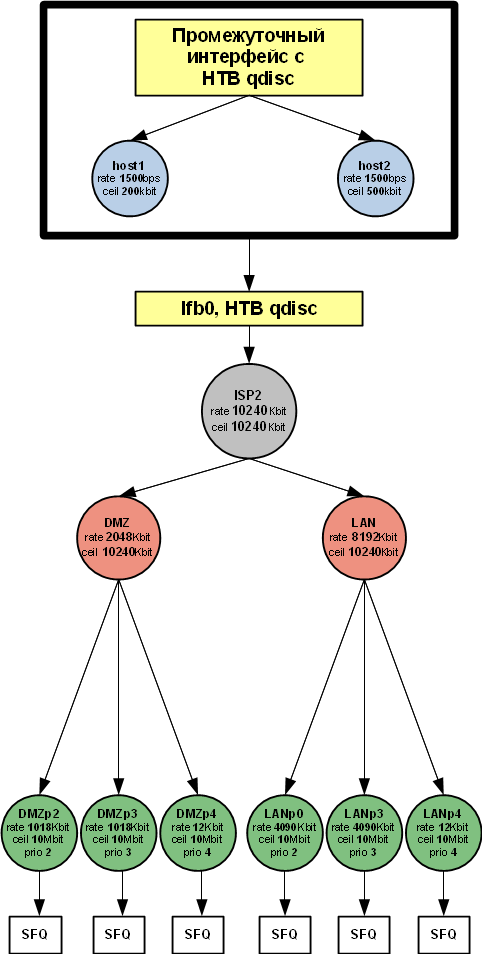 Промежуточный
интерфейс с
HTB qdisc
host1
rate 1500bps
ceil 200kbit
host2
rate 1500bps
ceil 500kbit
Ifb0, HTB qdisc
ISP2
rate 10240Kbit
ceil 10240Kbit
DMZ
rate 2048Kbit
ceil 10240Kbit
LAN
rate 8192Kbit
ceil 10240Kbit
DMZp2
rate 1018Kbit
ceil 10Mbit
prio 2
DMZp3
rate 1018Kbit
ceil 10Mbit
prio 3
DMZp4
rate 12Kbit
ceil 10Mbit
prio 4
LANp0
rate 4090Kbit
ceil 10Mbit
prio 2
LANp3
rate 4090Kbit
ceil 10Mbit
prio 3
LANp4
rate 12Kbit
ceil 10Mbit
prio 4
SFQ
SFQ
SFQ
SFQ
SFQ
SFQ